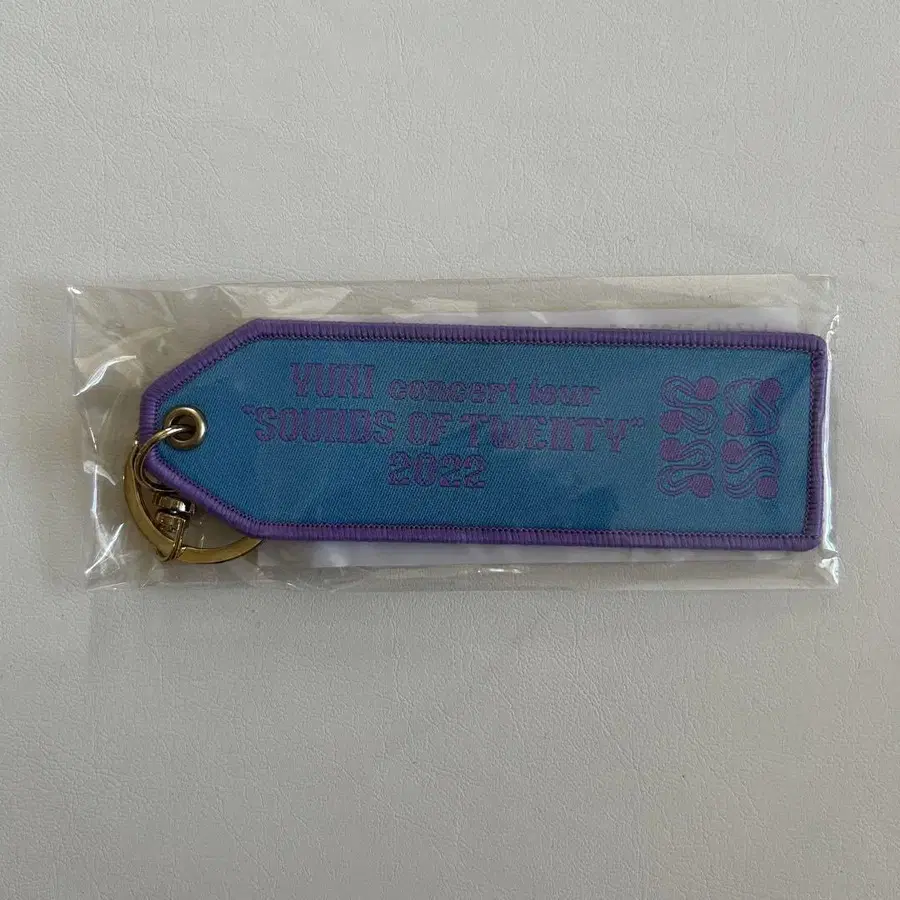 YUKI concert tour
"SOUNDS OF TWENTY"
2022